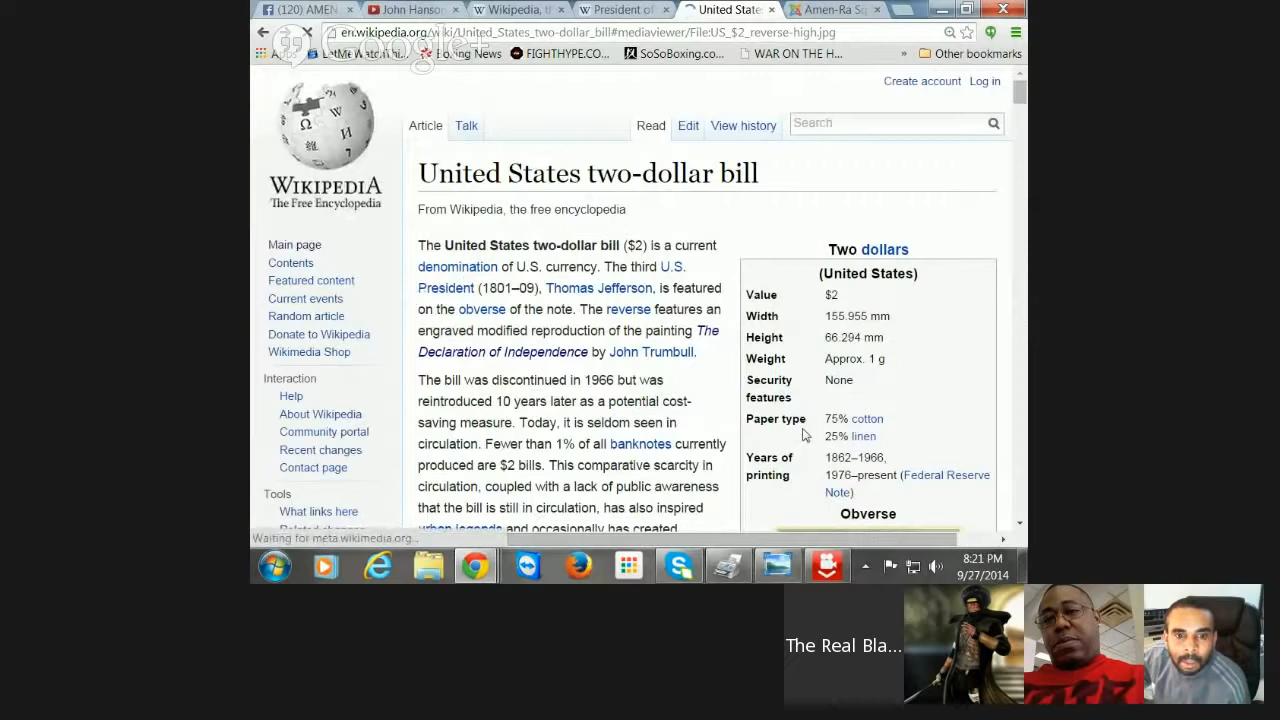 (120) AMEN
John Hanson
Wikipedia, th
President of
United State
Amen-Ra Sq
en.wikipedia.org/wiki/United_States_two-dollar_bill#mediaviewer/File:US_$2_reverse-high.jpg
Google+
Boxing News
FIGHTHYPE.CO...
SoSoBoxing.co...
WAR ON THE H...
»
Other bookmarks
Create account Log in
Article Talk Read Edit View history Search
WIKIPEDIA
The Free Encyclopedia
Main page
Contents
Featured content
Current events
Random article
Donate to Wikipedia
Wikimedia Shop
Interaction
Help
About Wikipedia
Community portal
Recent changes
Contact page
Tools
What links here
United States two-dollar bill
From Wikipedia, the free encyclopedia
The United States two-dollar bill ($2) is a current
denomination of U.S. currency. The third U.S.
President (1801–09), Thomas Jefferson, is featured
on the obverse of the note. The reverse features an
engraved modified reproduction of the painting The
Declaration of Independence by John Trumbull.
The bill was discontinued in 1966 but was
reintroduced 10 years later as a potential cost-
saving measure. Today, it is seldom seen in
circulation. Fewer than 1% of all banknotes currently
produced are $2 bills. This comparative scarcity in
circulation, coupled with a lack of public awareness
that the bill is still in circulation, has also inspired
urban legends and occasionally has created
Two dollars
(United States)
Value $2
Width 155.955 mm
Height 66.294 mm
Weight Approx. 1 g
Security None
features
Paper type 75% cotton
25% linen
Years of 1862–1966,
printing 1976–present (Federal Reserve
Note)
Obverse
Waiting for meta.wikimedia.org...
8:21 PM
9/27/2014
The Real Bla...